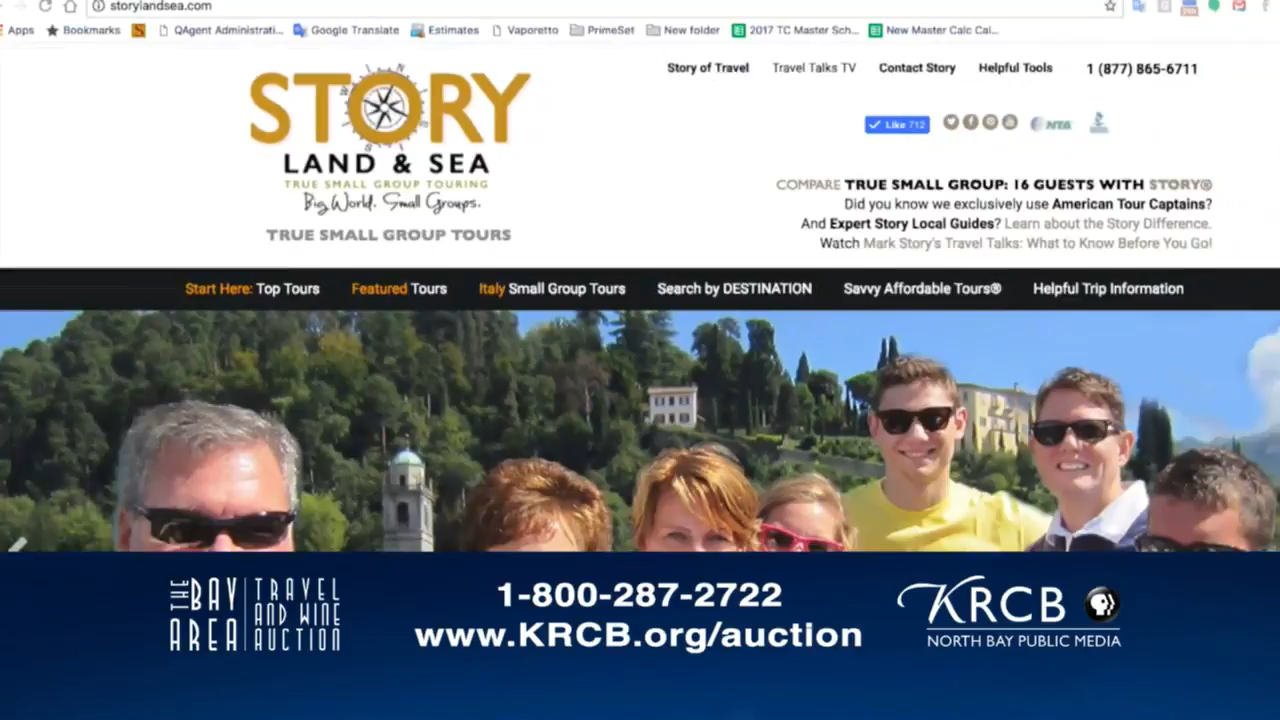 storylandsea.com
Apps Bookmarks S QAgent Administrati... Google Translate Estimates Vaporetto PrimeSet New folder 2017 TC Master Sch... New Master Calc Cal...
Story of Travel Travel Talks TV Contact Story Helpful Tools 1 (877) 865-6711
STORY
LAND & SEA
TRUE SMALL GROUP TOURING
Big World. Small Groups.
TRUE SMALL GROUP TOURS
Like 712 NTA
COMPARE TRUE SMALL GROUP: 16 GUESTS WITH STORY®
Did you know we exclusively use American Tour Captains?
And Expert Story Local Guides? Learn about the Story Difference.
Watch Mark Story's Travel Talks: What to Know Before You Go!
Start Here: Top Tours Featured Tours Italy Small Group Tours Search by DESTINATION Savvy Affordable Tours® Helpful Trip Information
THE BAY AREA TRAVEL AND WINE AUCTION
1-800-287-2722
www.KRCB.org/auction
KRCB
NORTH BAY PUBLIC MEDIA